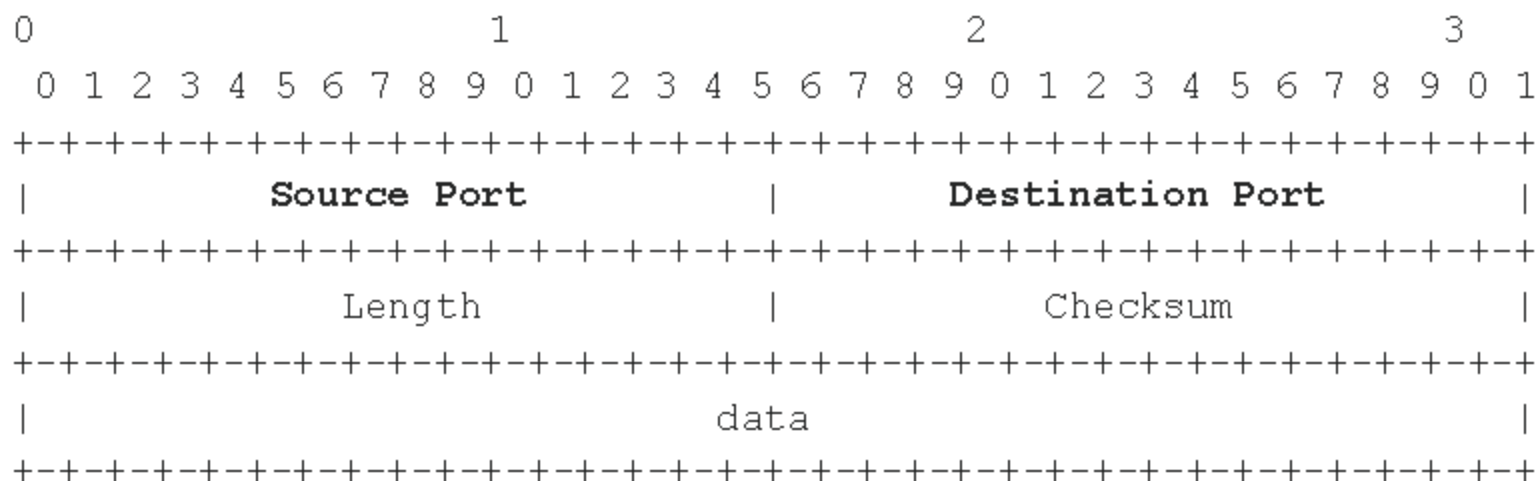 0                   1                   2                   3
 0 1 2 3 4 5 6 7 8 9 0 1 2 3 4 5 6 7 8 9 0 1 2 3 4 5 6 7 8 9 0 1
+-+-+-+-+-+-+-+-+-+-+-+-+-+-+-+-+-+-+-+-+-+-+-+-+-+-+-+-+-+-+-+-+
|          Source Port          |       Destination Port        |
+-+-+-+-+-+-+-+-+-+-+-+-+-+-+-+-+-+-+-+-+-+-+-+-+-+-+-+-+-+-+-+-+
|             Length            |           Checksum            |
+-+-+-+-+-+-+-+-+-+-+-+-+-+-+-+-+-+-+-+-+-+-+-+-+-+-+-+-+-+-+-+-+
|                             data                              |
+-+-+-+-+-+-+-+-+-+-+-+-+-+-+-+-+-+-+-+-+-+-+-+-+-+-+-+-+-+-+-+-+